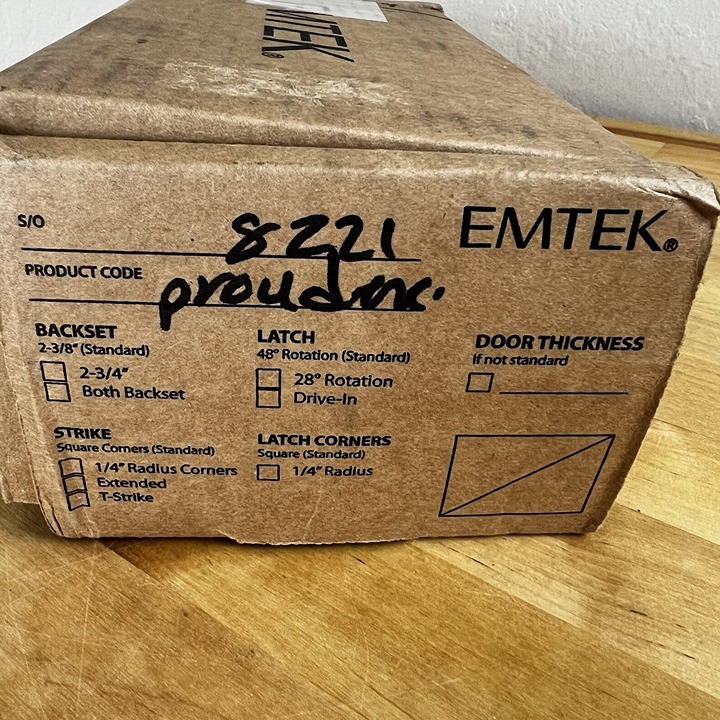 EMTEK®
S/O 8221
EMTEK®
PRODUCT CODE
BACKSET
2-3/8" (Standard)
2-3/4"
Both Backset
LATCH
48° Rotation (Standard)
28° Rotation
Drive-In
DOOR THICKNESS
if not standard
STRIKE
Square Corners (Standard)
1/4" Radius Corners
Extended
T-Strike
LATCH CORNERS
Square (Standard)
1/4" Radius